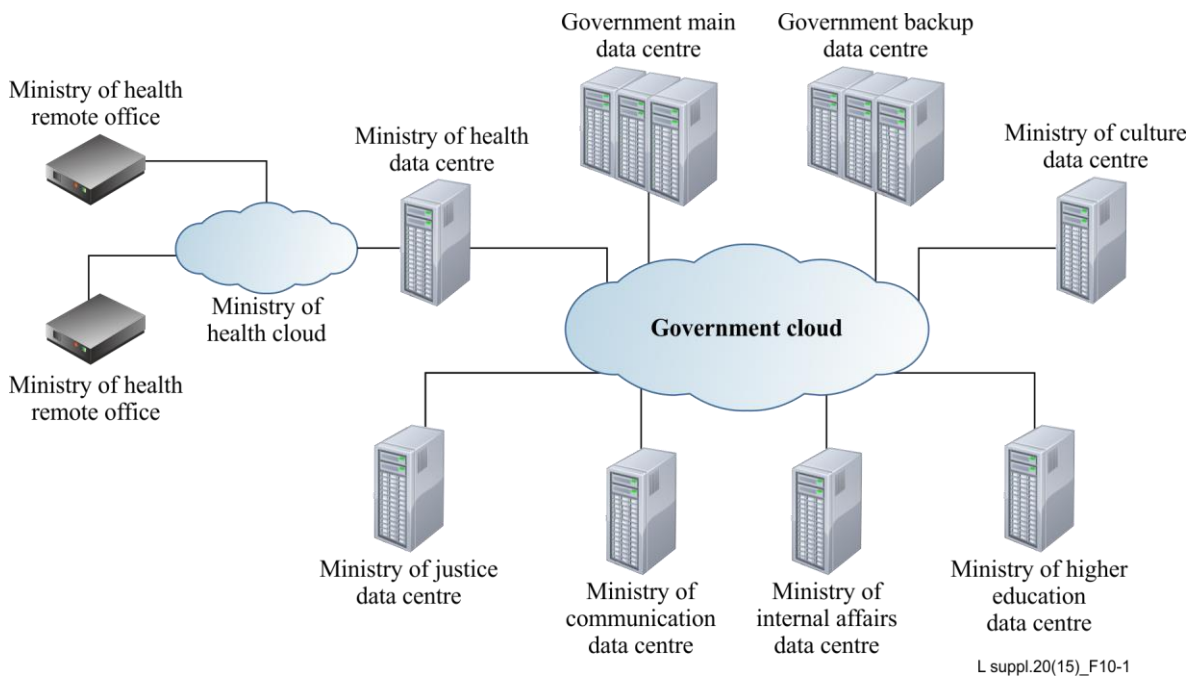 Government main
data centre
Government backup
data centre
Ministry of health
remote office
Ministry of health
data centre
Ministry of culture
data centre
Ministry of
health cloud
Government cloud
Ministry of health
remote office
Ministry of justice
data centre
Ministry of
communication
data centre
Ministry of
internal affairs
data centre
Ministry of higher
education
data centre
L suppl.20(15)_F10-1